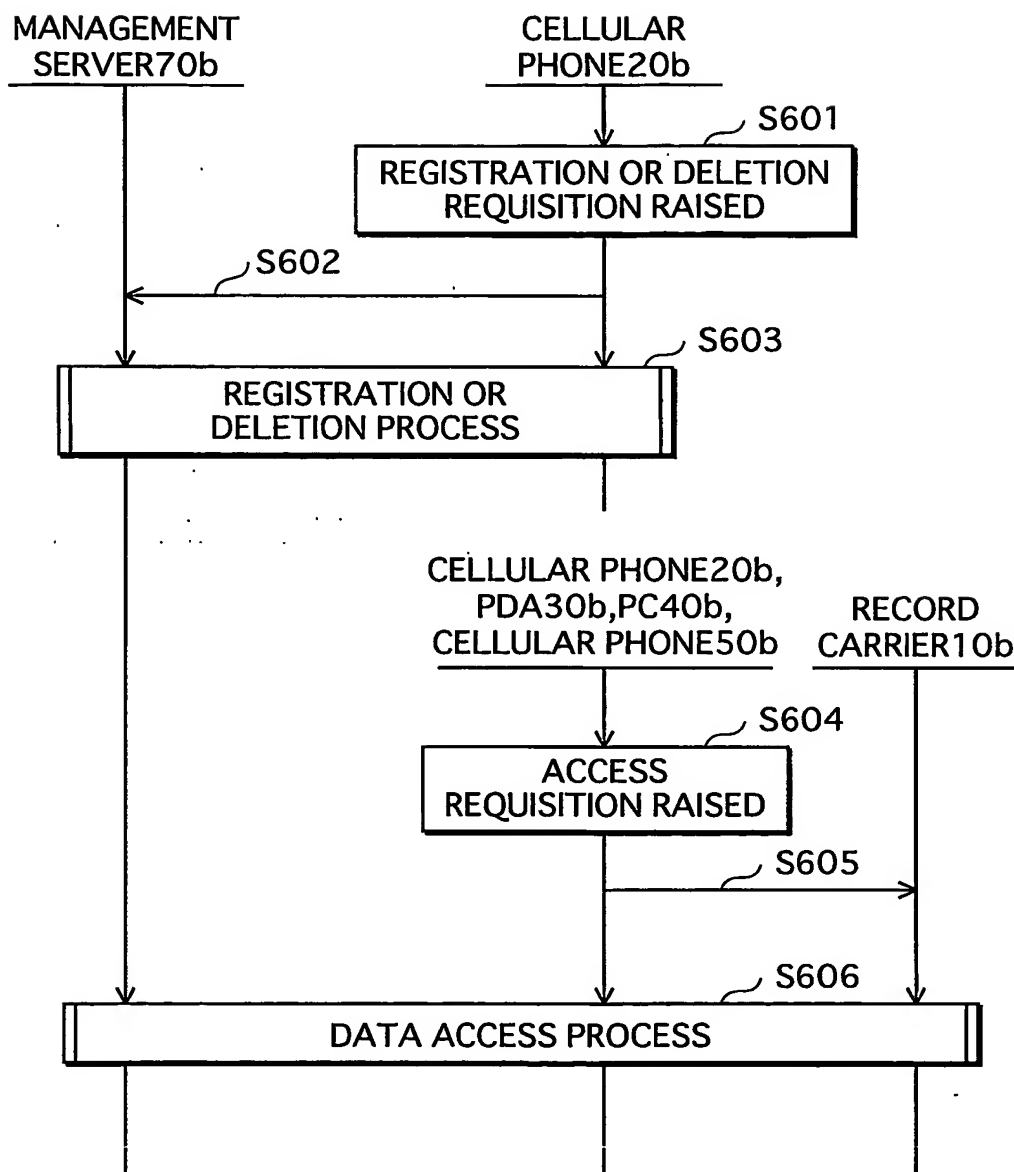 MANAGEMENT
SERVER70b
CELLULAR
PHONE20b
S601
REGISTRATION OR DELETION
REQUISITION RAISED
S602
S603
REGISTRATION OR
DELETION PROCESS
CELLULAR PHONE20b,
PDA30b,PC40b,
CELLULAR PHONE50b
RECORD
CARRIER10b
S604
ACCESS
REQUISITION RAISED
S605
S606
DATA ACCESS PROCESS